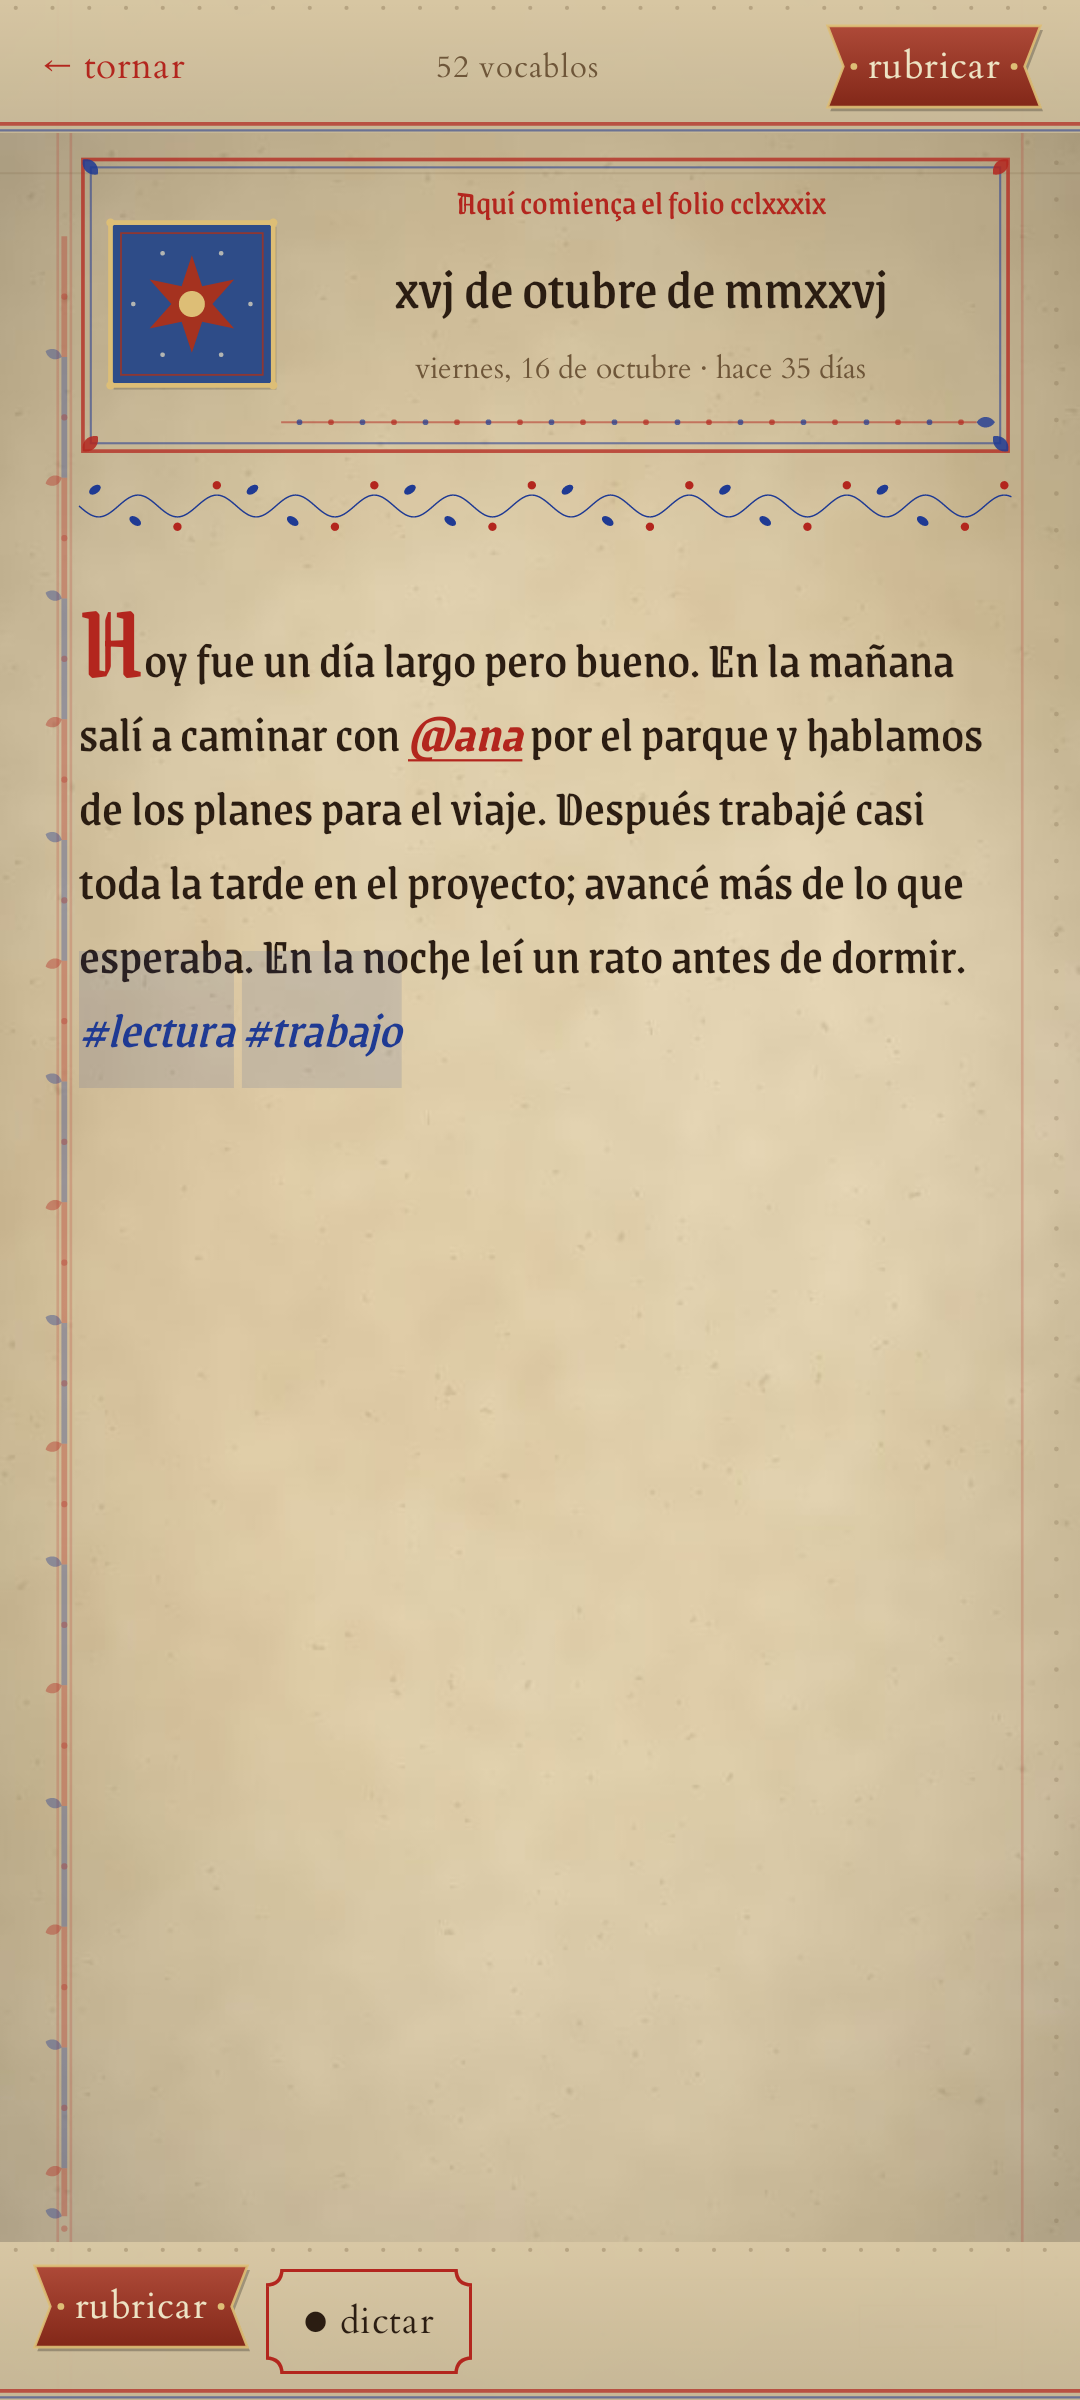 ← tornar
52 vocablos
· rubricar ·
Aquí comiença el folio cclxxxix
xvj de otubre de mmxxvj
viernes, 16 de octubre · hace 35 días
Hoy fue un día largo pero bueno. En la mañana
salí a caminar con @ana por el parque y hablamos
de los planes para el viaje. Después trabajé casi
toda la tarde en el proyecto; avancé más de lo que
esperaba. En la noche leí un rato antes de dormir.
#lectura #trabajo
· rubricar ·
● dictar